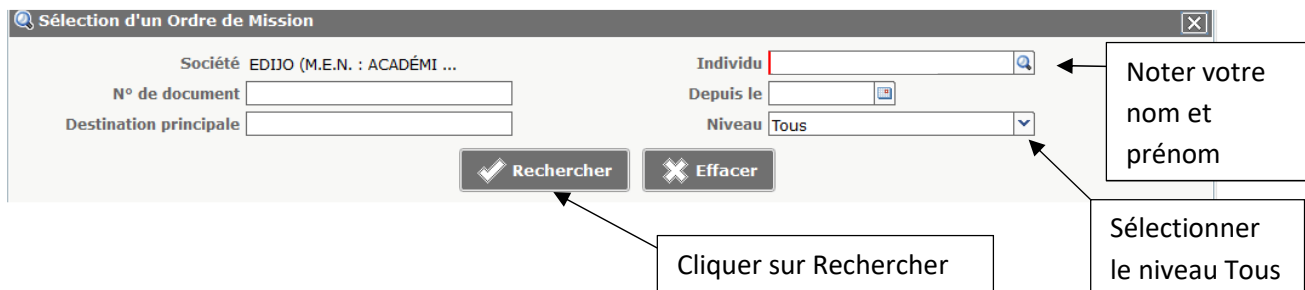 Sélection d'un Ordre de Mission
Société EDIJO (M.E.N. : ACADÉMI ...
Individu
N° de document
Depuis le
Destination principale
Niveau Tous
Rechercher
Effacer
Noter votre
nom et
prénom
Sélectionner
le niveau Tous
Cliquer sur Rechercher